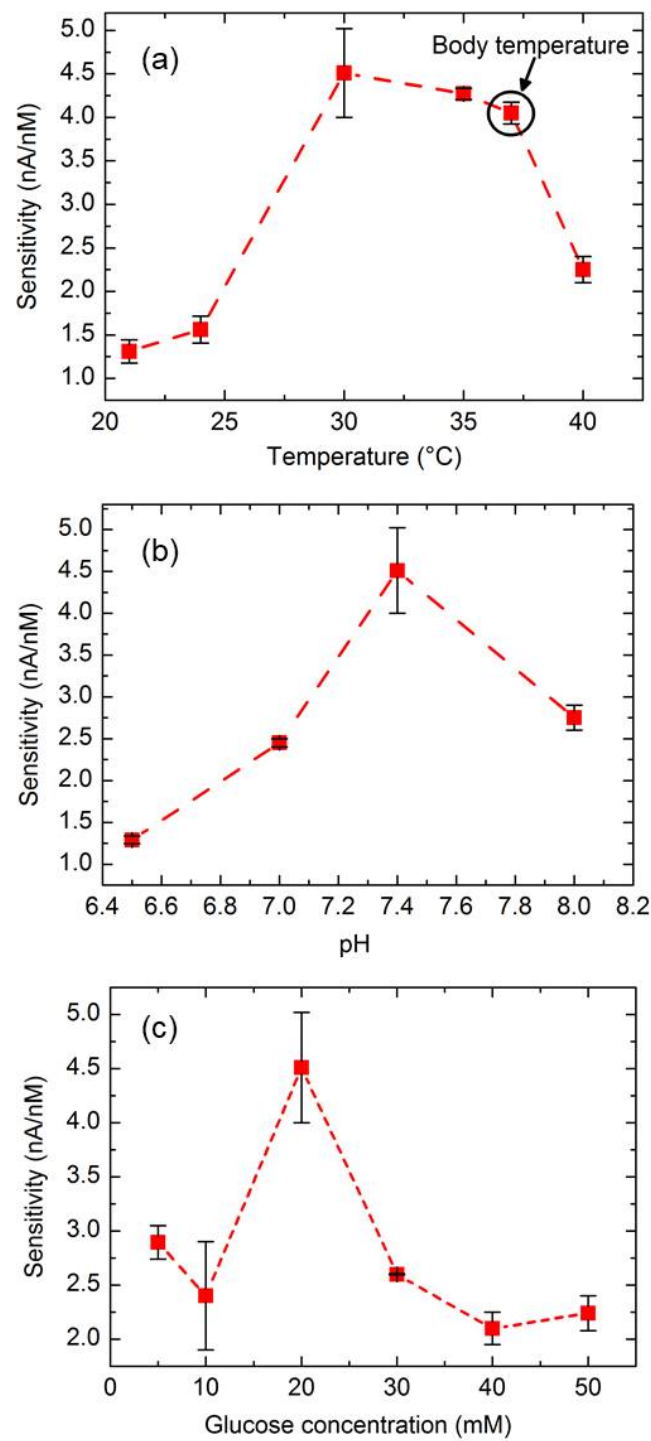 (a)
Body temperature
5.0
4.5
4.0
3.5
3.0
2.5
2.0
1.5
1.0
Sensitivity (nA/nM)
20 25 30 35 40
Temperature (°C)
(b)
5.0
4.5
4.0
3.5
3.0
2.5
2.0
1.5
1.0
Sensitivity (nA/nM)
6.4 6.6 6.8 7.0 7.2 7.4 7.6 7.8 8.0 8.2
pH
(c)
5.0
4.5
4.0
3.5
3.0
2.5
2.0
Sensitivity (nA/nM)
0 10 20 30 40 50
Glucose concentration (mM)